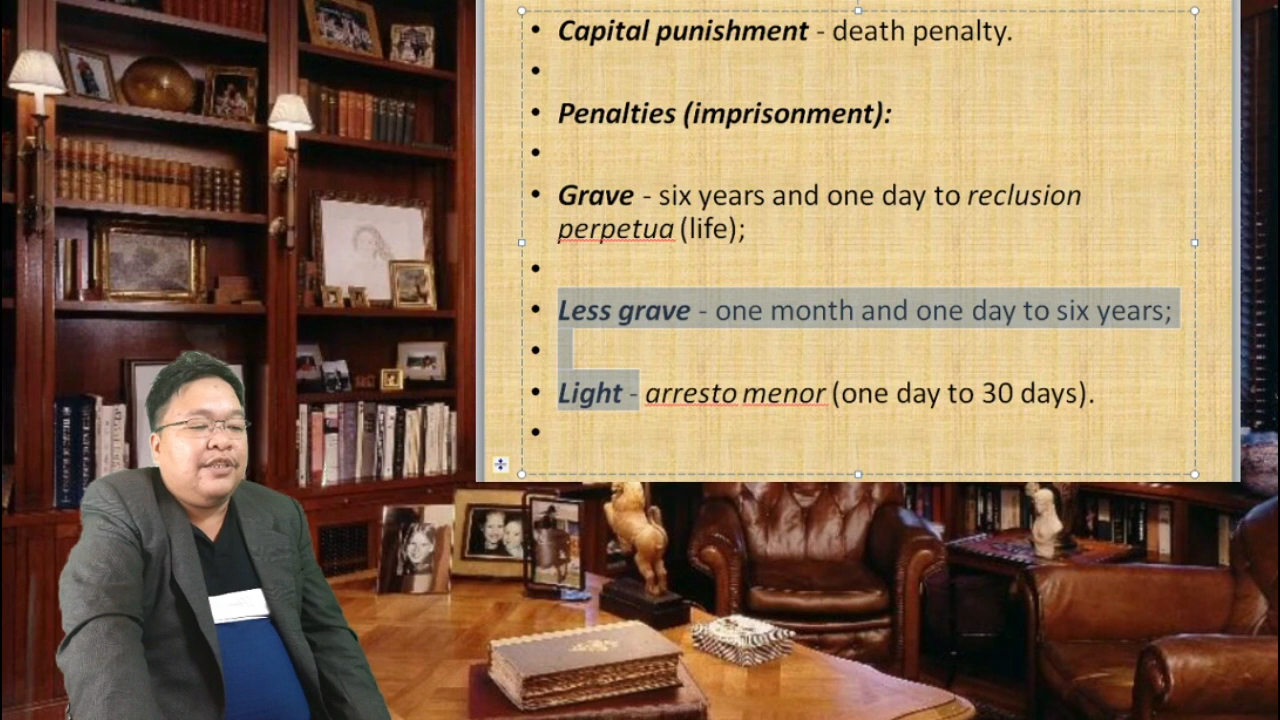 Capital punishment - death penalty.
Penalties (imprisonment):
Grave - six years and one day to reclusion
perpetua (life);
Less grave - one month and one day to six years;
Light - arresto menor (one day to 30 days).